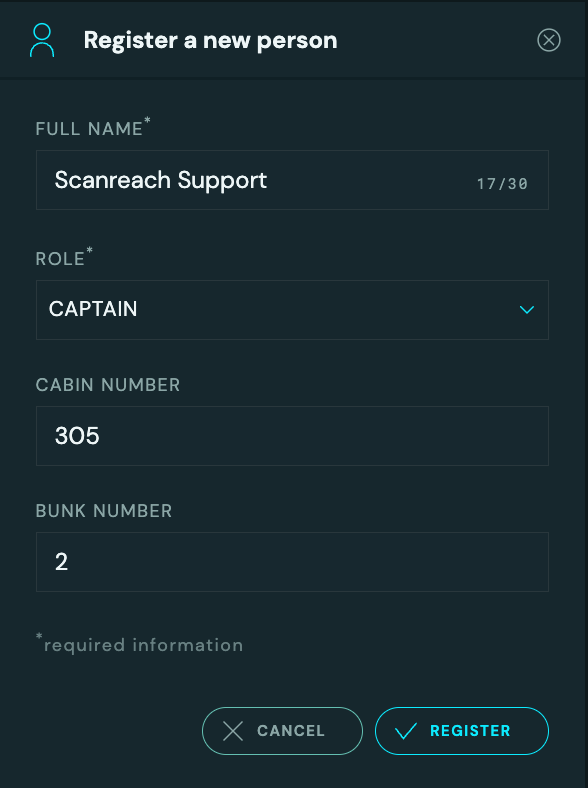 Register a new person
FULL NAME*
Scanreach Support 17/30
ROLE*
CAPTAIN
CABIN NUMBER
305
BUNK NUMBER
2
*required information
CANCEL REGISTER